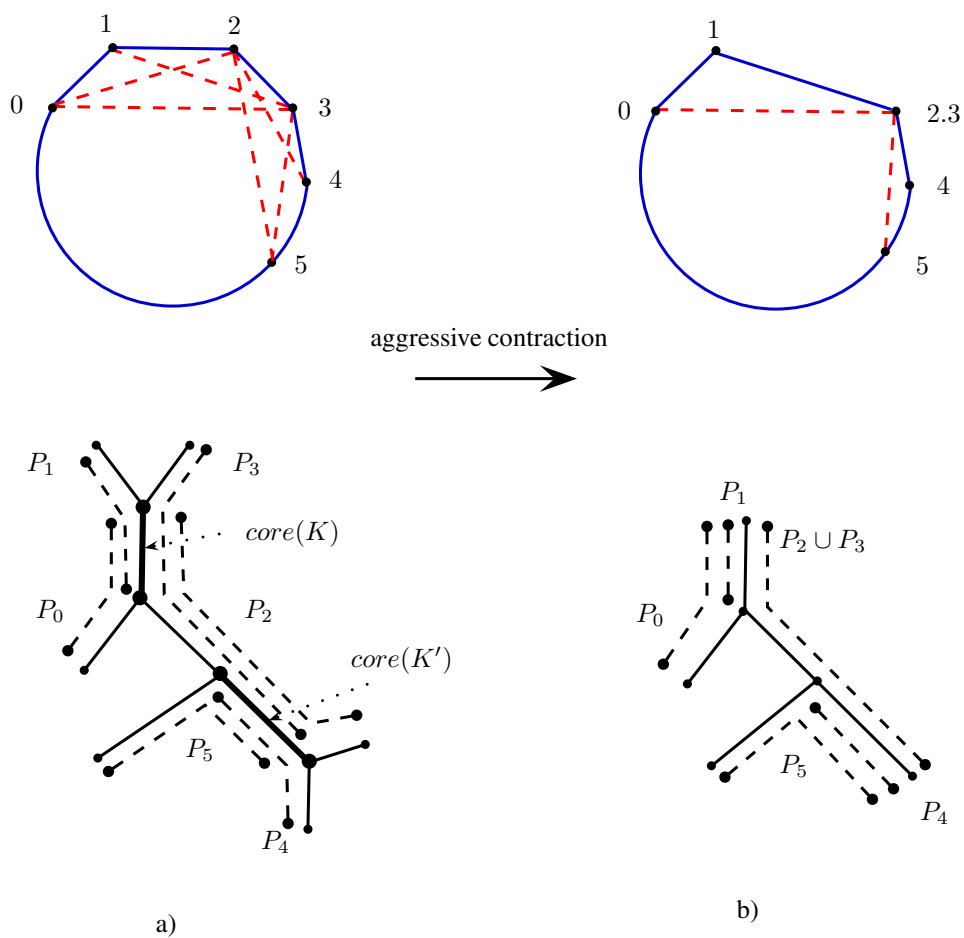 1 2
1
0 3
0 2.3
4
4
5
5
aggressive contraction
P₁ P₃
P₁
core(K)
P₂ ∪ P₃
P₀ P₂
P₀
core(K′)
P₅
P₅
P₄
P₄
a)
b)